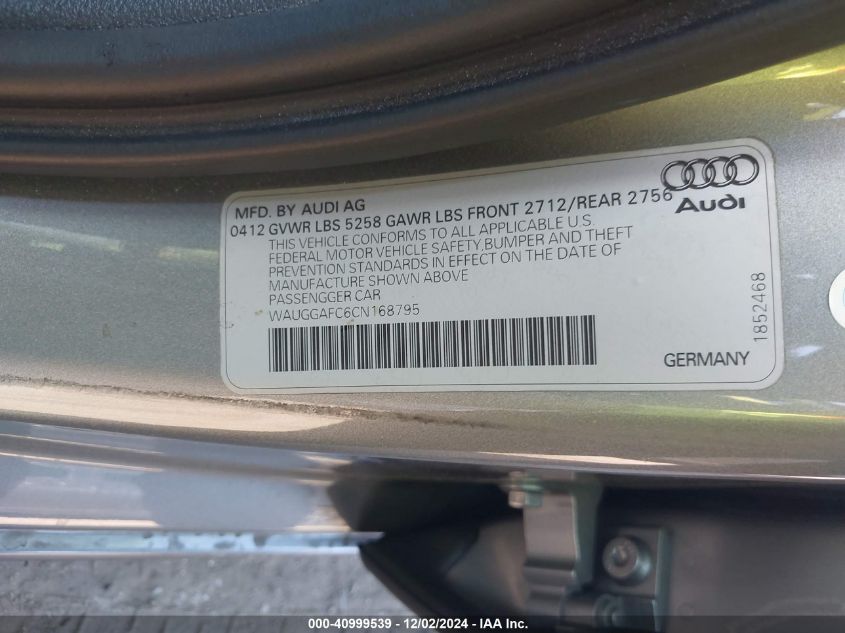 MFD. BY AUDI AG
0412 GVWR LBS 5258 GAWR LBS FRONT 2712/REAR 2756
THIS VEHICLE CONFORMS TO ALL APPLICABLE U.S
FEDERAL MOTOR VEHICLE SAFETY,BUMPER AND THEFT
PREVENTION STANDARDS IN EFFECT ON THE DATE OF
MANUFACTURE SHOWN ABOVE
PASSENGER CAR
WAUGGAFC6CN168795
Audi
1852468
GERMANY
000-40999539 - 12/02/2024 - IAA Inc.